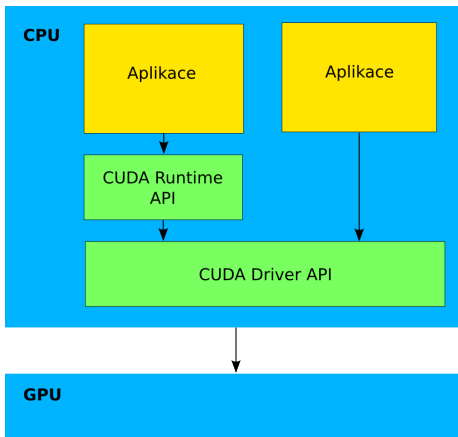 CPU
Aplikace
Aplikace
CUDA Runtime
API
CUDA Driver API
GPU